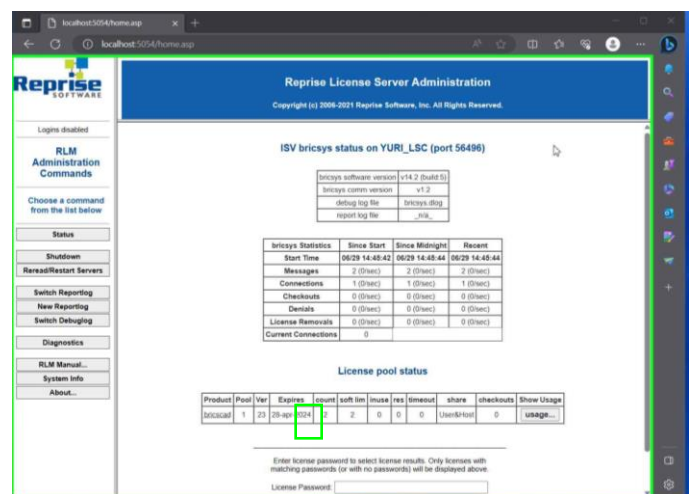 localhost:5054/home.asp
localhost:5054/home.asp
Reprise
SOFTWARE
Reprise License Server Administration
Copyright (c) 2006-2021 Reprise Software, Inc. All Rights Reserved.
Logins disabled
RLM
Administration
Commands
Choose a command
from the list below
Status
Shutdown
Reread/Restart Servers
Switch Reportlog
New Reportlog
Switch Debuglog
Diagnostics
RLM Manual...
System Info
About...
ISV bricsys status on YURI_LSC (port 56496)
bricsys software version v14.2 (build:5)
bricsys comm version v1.2
debug log file bricsys.dlog
report log file _n/a_
bricsys Statistics Since Start Since Midnight Recent
Start Time 06/29 14:45:42 06/29 14:45:44 06/29 14:45:44
Messages 2 (0/sec) 2 (0/sec) 2 (0/sec)
Connections 1 (0/sec) 1 (0/sec) 1 (0/sec)
Checkouts 0 (0/sec) 0 (0/sec) 0 (0/sec)
Denials 0 (0/sec) 0 (0/sec) 0 (0/sec)
License Removals 0 (0/sec) 0 (0/sec) 0 (0/sec)
Current Connections 0
License pool status
Product Pool Ver Expires count soft lim inuse res timeout share checkouts Show Usage
bricscad 1 23 28-apr-2024 2 2 0 0 0 User&Host 0 usage...
Enter license password to select license results. Only licenses with
matching passwords (or with no passwords) will be displayed above.
License Password: